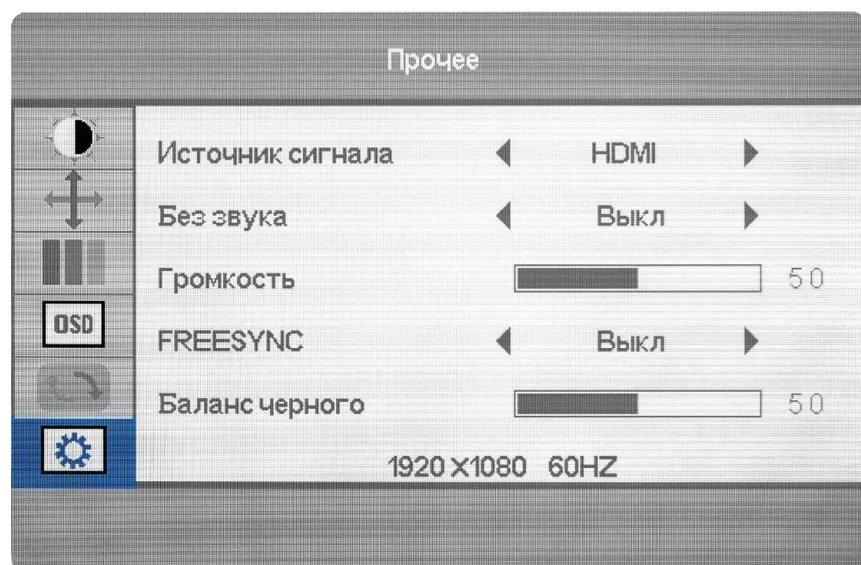 Прочее
Источник сигнала HDMI
Без звука Выкл
Громкость 50
OSD
FREESYNC Выкл
Баланс черного 50
1920 X1080 60HZ